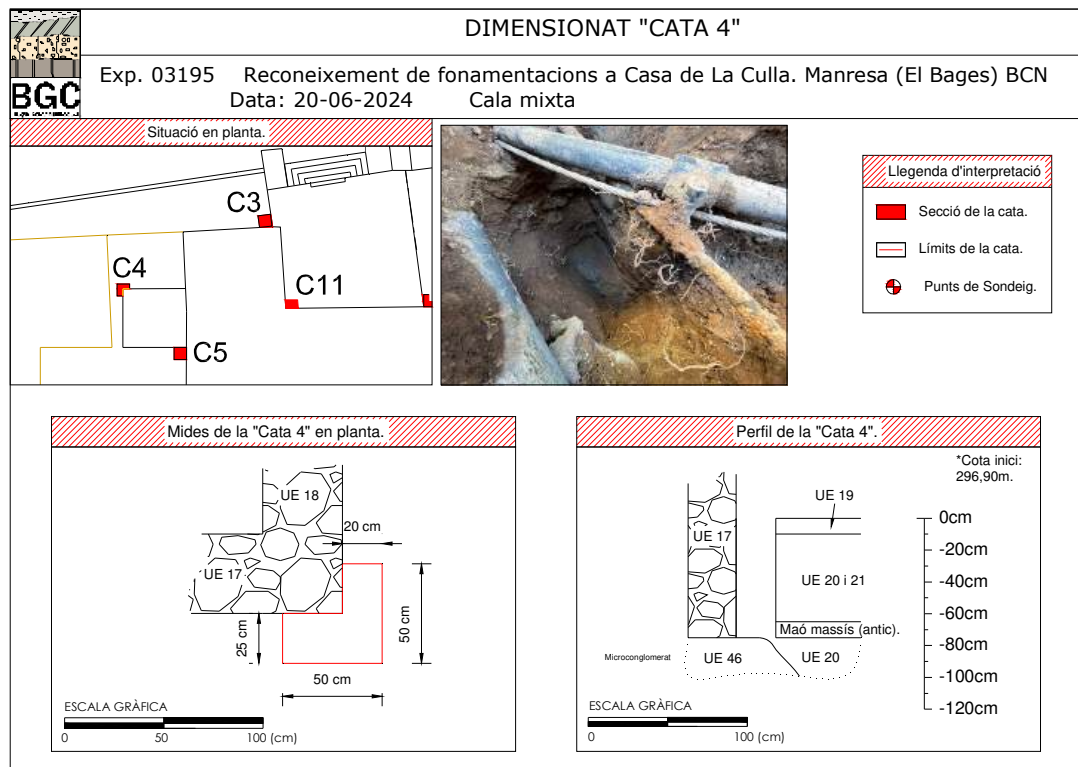 DIMENSIONAT "CATA 4"
BGC
Exp. 03195 Reconeixement de fonamentacions a Casa de La Culla. Manresa (El Bages) BCN
Data: 20-06-2024 Cala mixta
Situació en planta.
C3
C4
C11
C5
Llegenda d'interpretació
Secció de la cata.
Límits de la cata.
Punts de Sondeig.
Mides de la "Cata 4" en planta.
UE 18
20 cm
UE 17
25 cm
50 cm
50 cm
ESCALA GRÀFICA
0 50 100 (cm)
Perfil de la "Cata 4".
*Cota inici:
296,90m.
UE 19
0cm
UE 17
-20cm
UE 20 i 21
-40cm
-60cm
Maó massís (antic).
-80cm
Microconglomerat
UE 46
UE 20
-100cm
-120cm
ESCALA GRÀFICA
0 100 (cm)